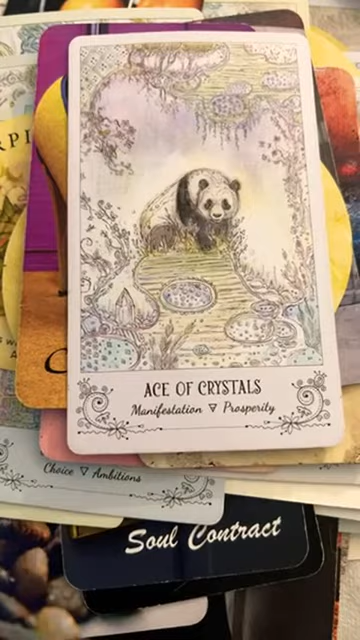 ACE OF CRYSTALS
Manifestation ▽ Prosperity
Choice ▽ Ambitions
Soul Contract